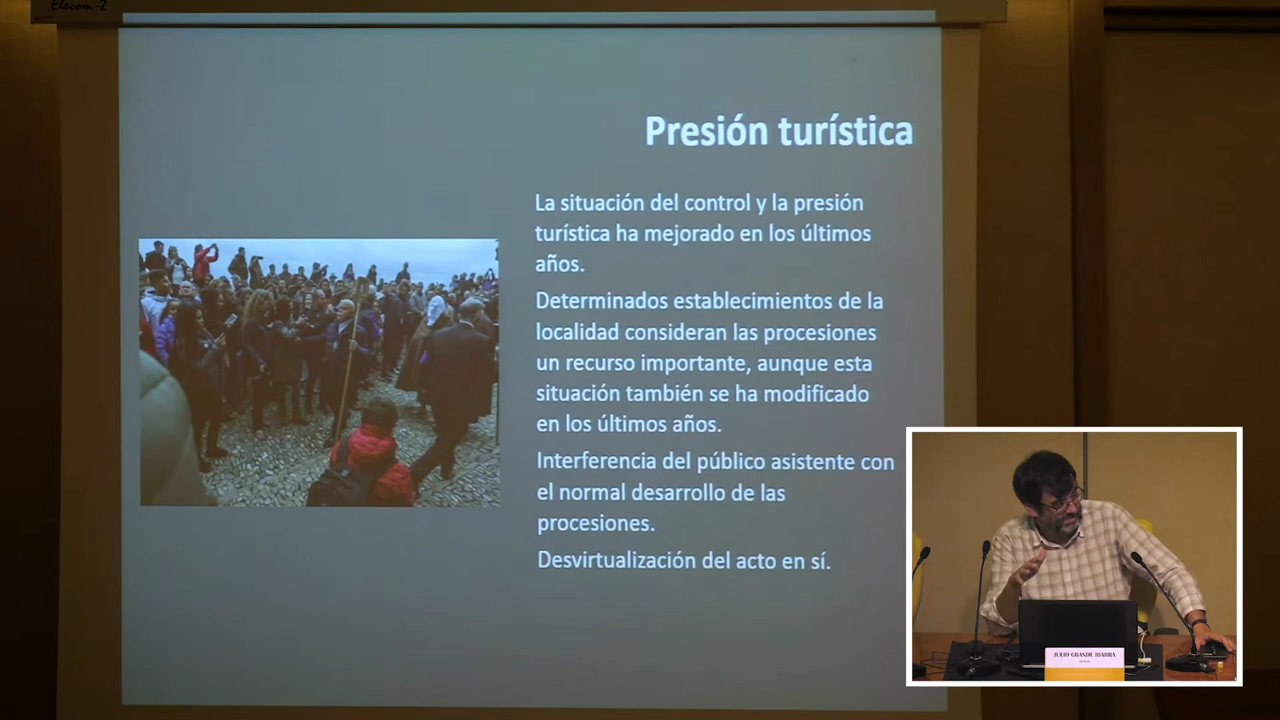 Elecom-2
Presión turística
La situación del control y la presión
turística ha mejorado en los últimos
años.
Determinados establecimientos de la
localidad consideran las procesiones
un recurso importante, aunque esta
situación también se ha modificado
en los últimos años.
Interferencia del público asistente con
el normal desarrollo de las
procesiones.
Desvirtualización del acto en sí.
JULIO GRANDE IBARRA